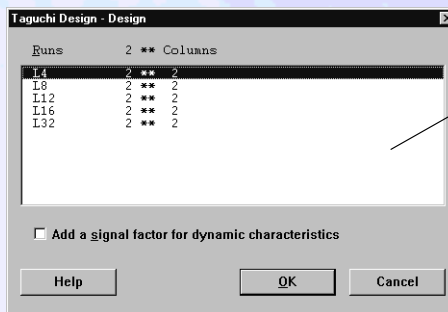 Taguchi Design - Design
Runs 2 ** Columns
L4 2 ** 2
L8 2 ** 2
L12 2 ** 2
L16 2 ** 2
L32 2 ** 2
Add a signal factor for dynamic characteristics
Help OK Cancel